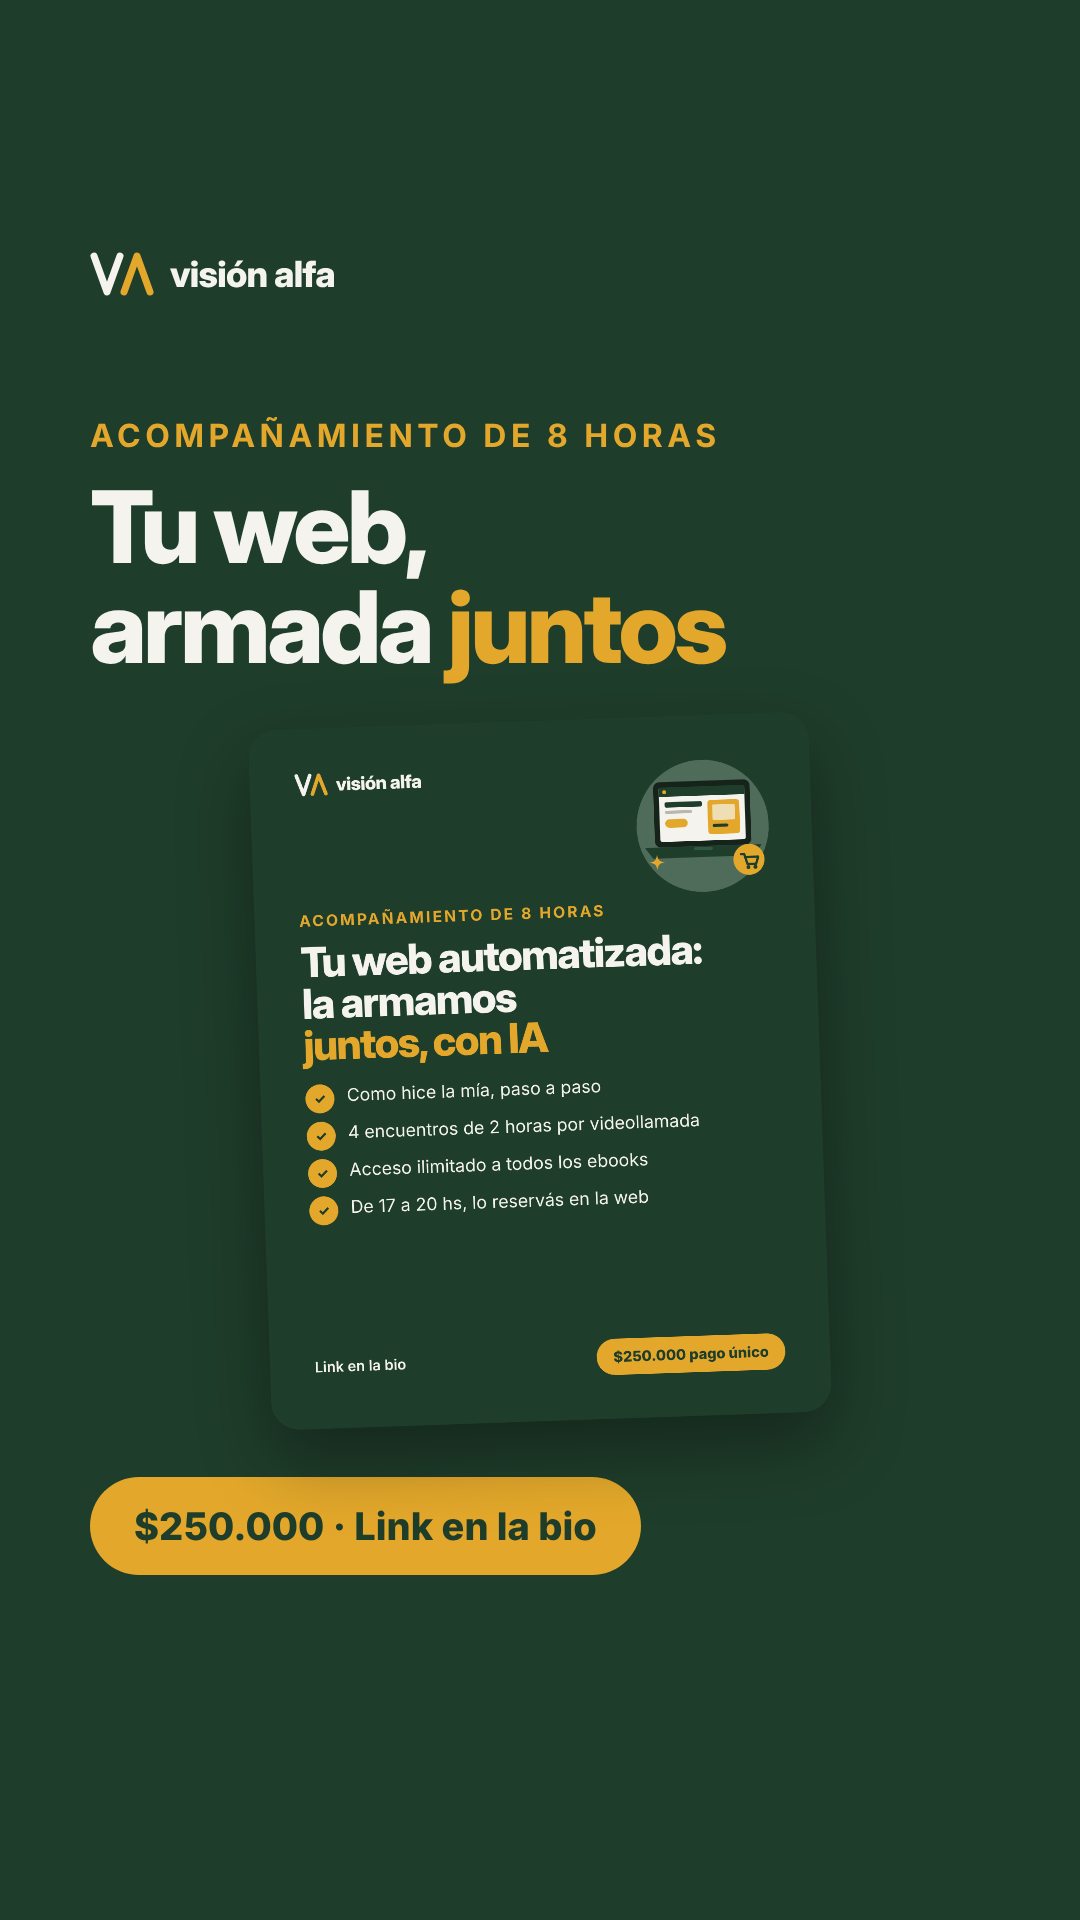 VA visión alfa
ACOMPAÑAMIENTO DE 8 HORAS
Tu web,
armada juntos
VA visión alfa
ACOMPAÑAMIENTO DE 8 HORAS
Tu web automatizada:
la armamos
juntos, con IA
Como hice la mía, paso a paso
4 encuentros de 2 horas por videollamada
Acceso ilimitado a todos los ebooks
De 17 a 20 hs, lo reservás en la web
Link en la bio
$250.000 pago único
$250.000 · Link en la bio